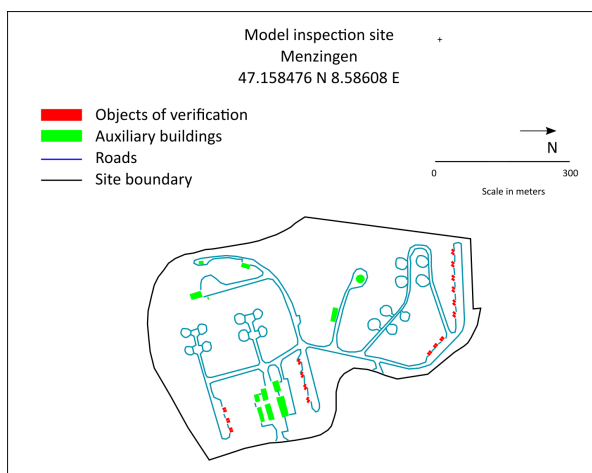 Model inspection site
Menzingen
47.158476 N 8.58608 E
Objects of verification
Auxiliary buildings
Roads
Site boundary
N
0 300
Scale in meters